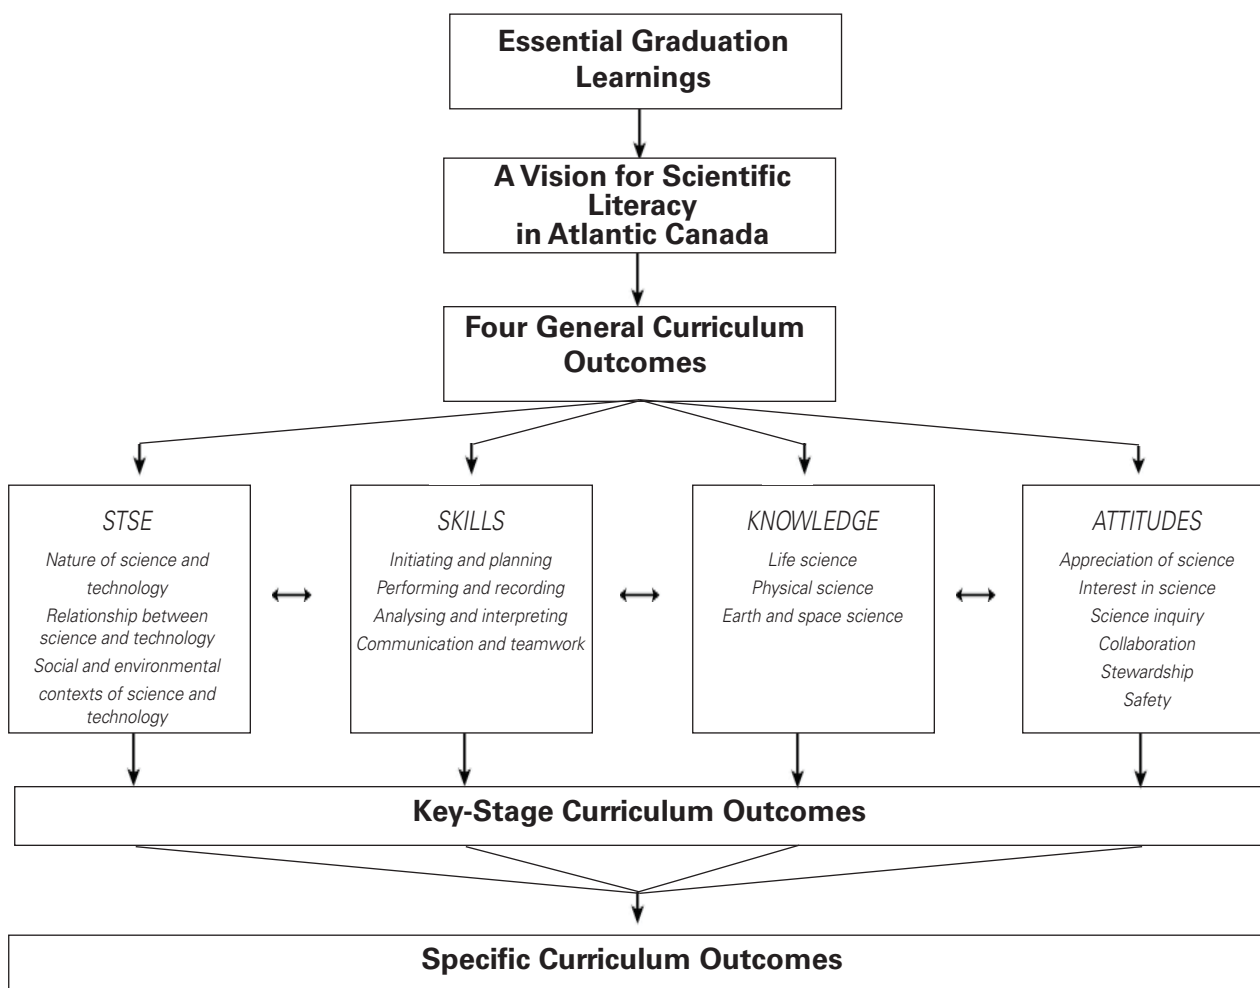 Essential Graduation
Learnings
A Vision for Scientific
Literacy
in Atlantic Canada
Four General Curriculum
Outcomes
STSE
Nature of science and
technology
Relationship between
science and technology
Social and environmental
contexts of science and
technology
SKILLS
Initiating and planning
Performing and recording
Analysing and interpreting
Communication and teamwork
KNOWLEDGE
Life science
Physical science
Earth and space science
ATTITUDES
Appreciation of science
Interest in science
Science inquiry
Collaboration
Stewardship
Safety
Key-Stage Curriculum Outcomes
Specific Curriculum Outcomes